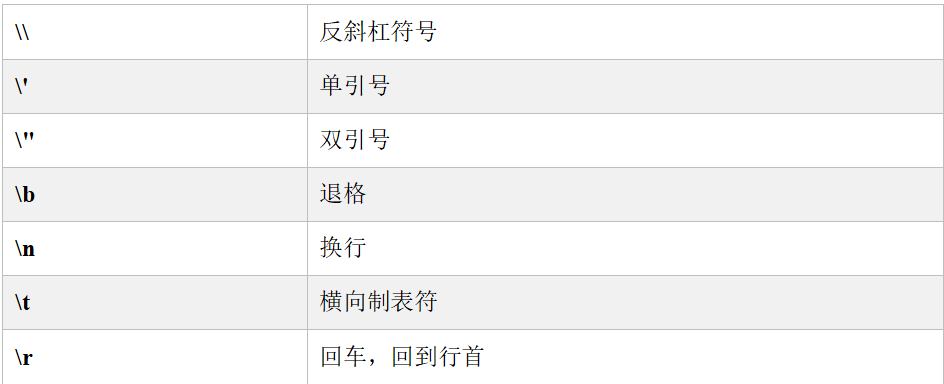 \\ 反斜杠符号
\' 单引号
\" 双引号
\b 退格
\n 换行
\t 横向制表符
\r 回车，回到行首